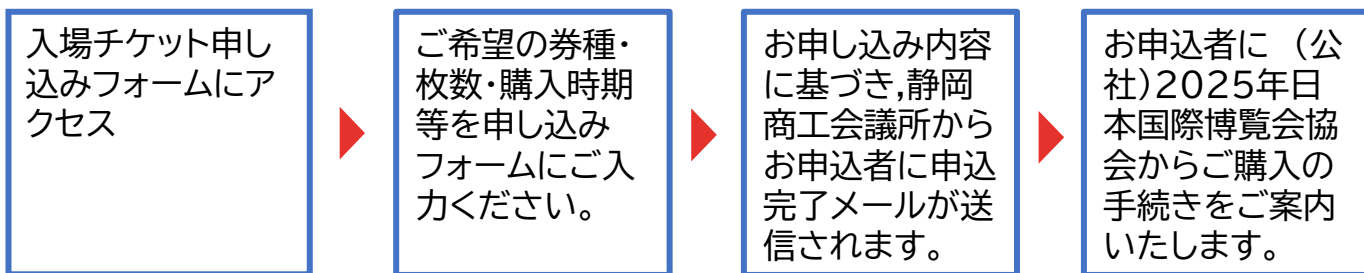 入場チケット申し
込みフォームにア
クセス
ご希望の券種・
枚数・購入時期
等を申し込み
フォームにご入
力ください。
お申し込み内容
に基づき,静岡
商工会議所から
お申込者に申込
完了メールが送
信されます。
お申込者に （公
社）2025年日
本国際博覧会協
会からご購入の
手続きをご案内
いたします。